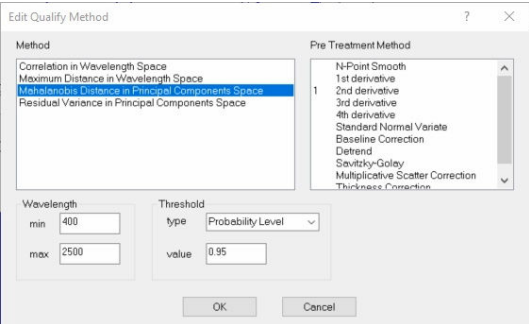 Edit Qualify Method ? X
Method
Correlation in Wavelength Space
Maximum Distance in Wavelength Space
Mahalanobis Distance in Principal Components Space
Residual Variance in Principal Components Space
Pre Treatment Method
N-Point Smooth
1st derivative
1 2nd derivative
3rd derivative
4th derivative
Standard Normal Variate
Baseline Correction
Detrend
Savitzky-Golay
Multiplicative Scatter Correction
Thickness Correction
Wavelength
min 400
max 2500
Threshold
type Probability Level
value 0.95
OK
Cancel